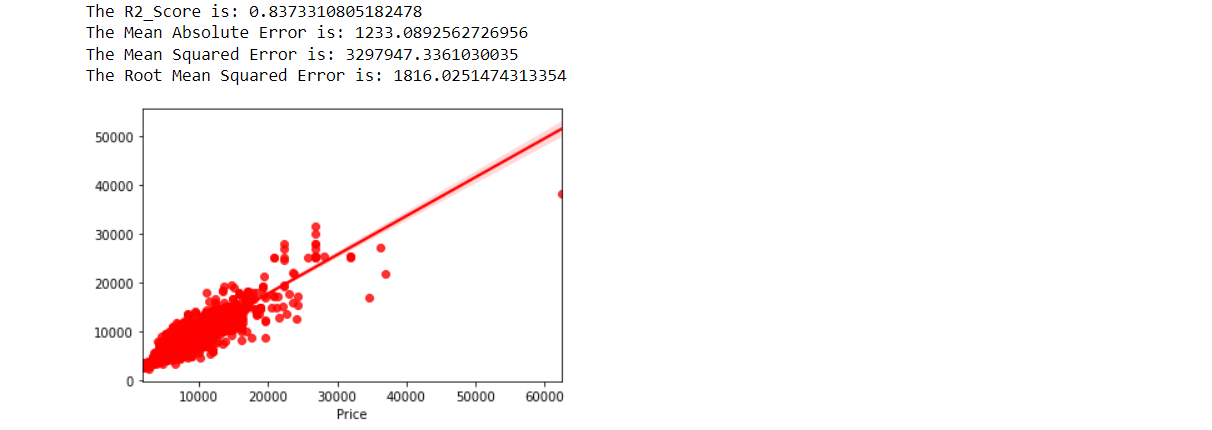 The R2_Score is: 0.8373310805182478
The Mean Absolute Error is: 1233.0892562726956
The Mean Squared Error is: 3297947.3361030035
The Root Mean Squared Error is: 1816.0251474313354
50000
40000
30000
20000
10000
0
10000 20000 30000 40000 50000 60000
Price